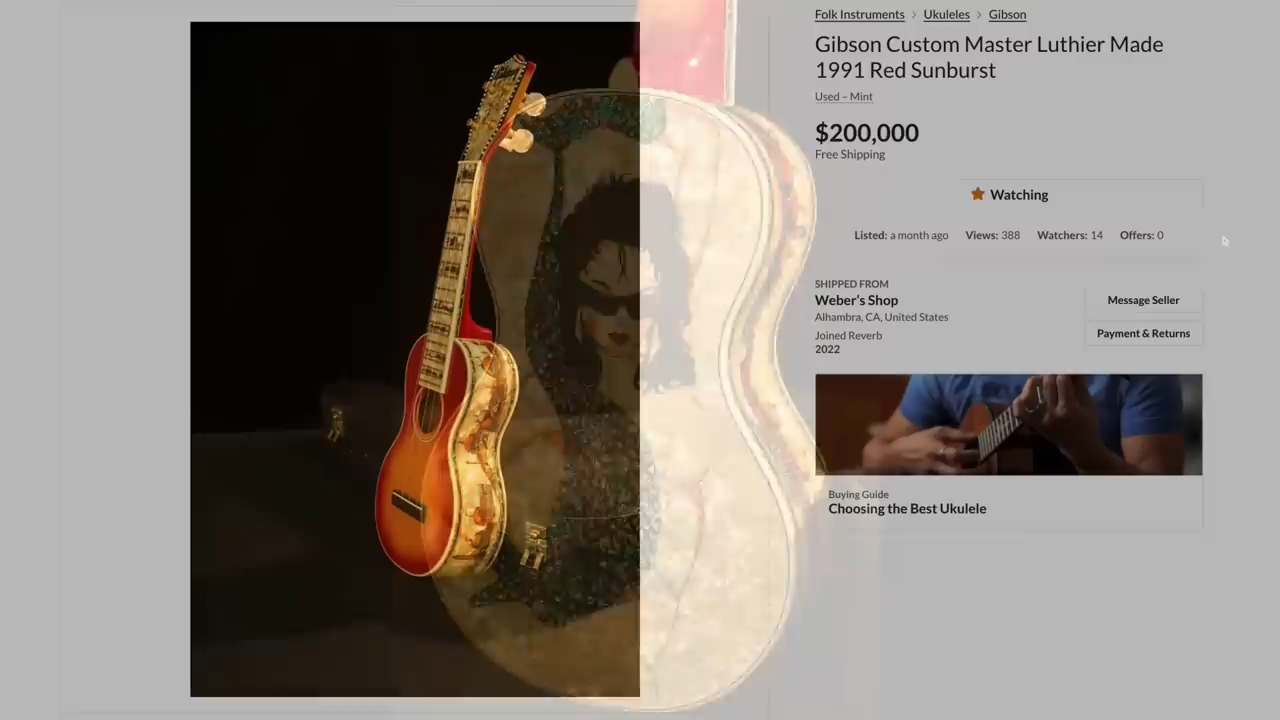 Folk Instruments > Ukuleles > Gibson
Gibson Custom Master Luthier Made
1991 Red Sunburst
Used – Mint
$200,000
Free Shipping
Watching
Listed: a month ago Views: 388 Watchers: 14 Offers: 0
SHIPPED FROM
Weber's Shop
Alhambra, CA, United States
Joined Reverb
2022
Message Seller
Payment & Returns
Buying Guide
Choosing the Best Ukulele